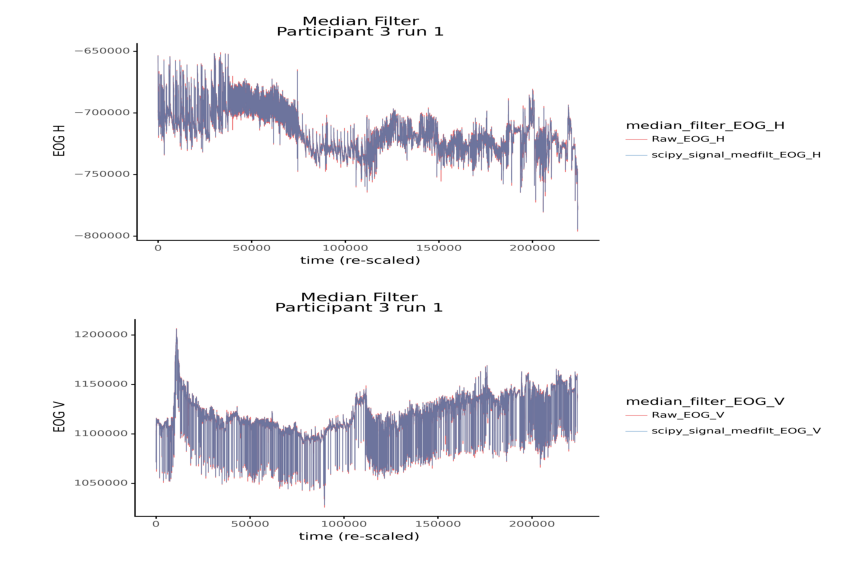 Median Filter
Participant 3 run 1
−650000
−700000
−750000
−800000
EOG H
0 50000 100000 150000 200000
time (re-scaled)
median_filter_EOG_H
Raw_EOG_H
scipy_signal_medfilt_EOG_H
Median Filter
Participant 3 run 1
1200000
1150000
1100000
1050000
EOG V
0 50000 100000 150000 200000
time (re-scaled)
median_filter_EOG_V
Raw_EOG_V
scipy_signal_medfilt_EOG_V